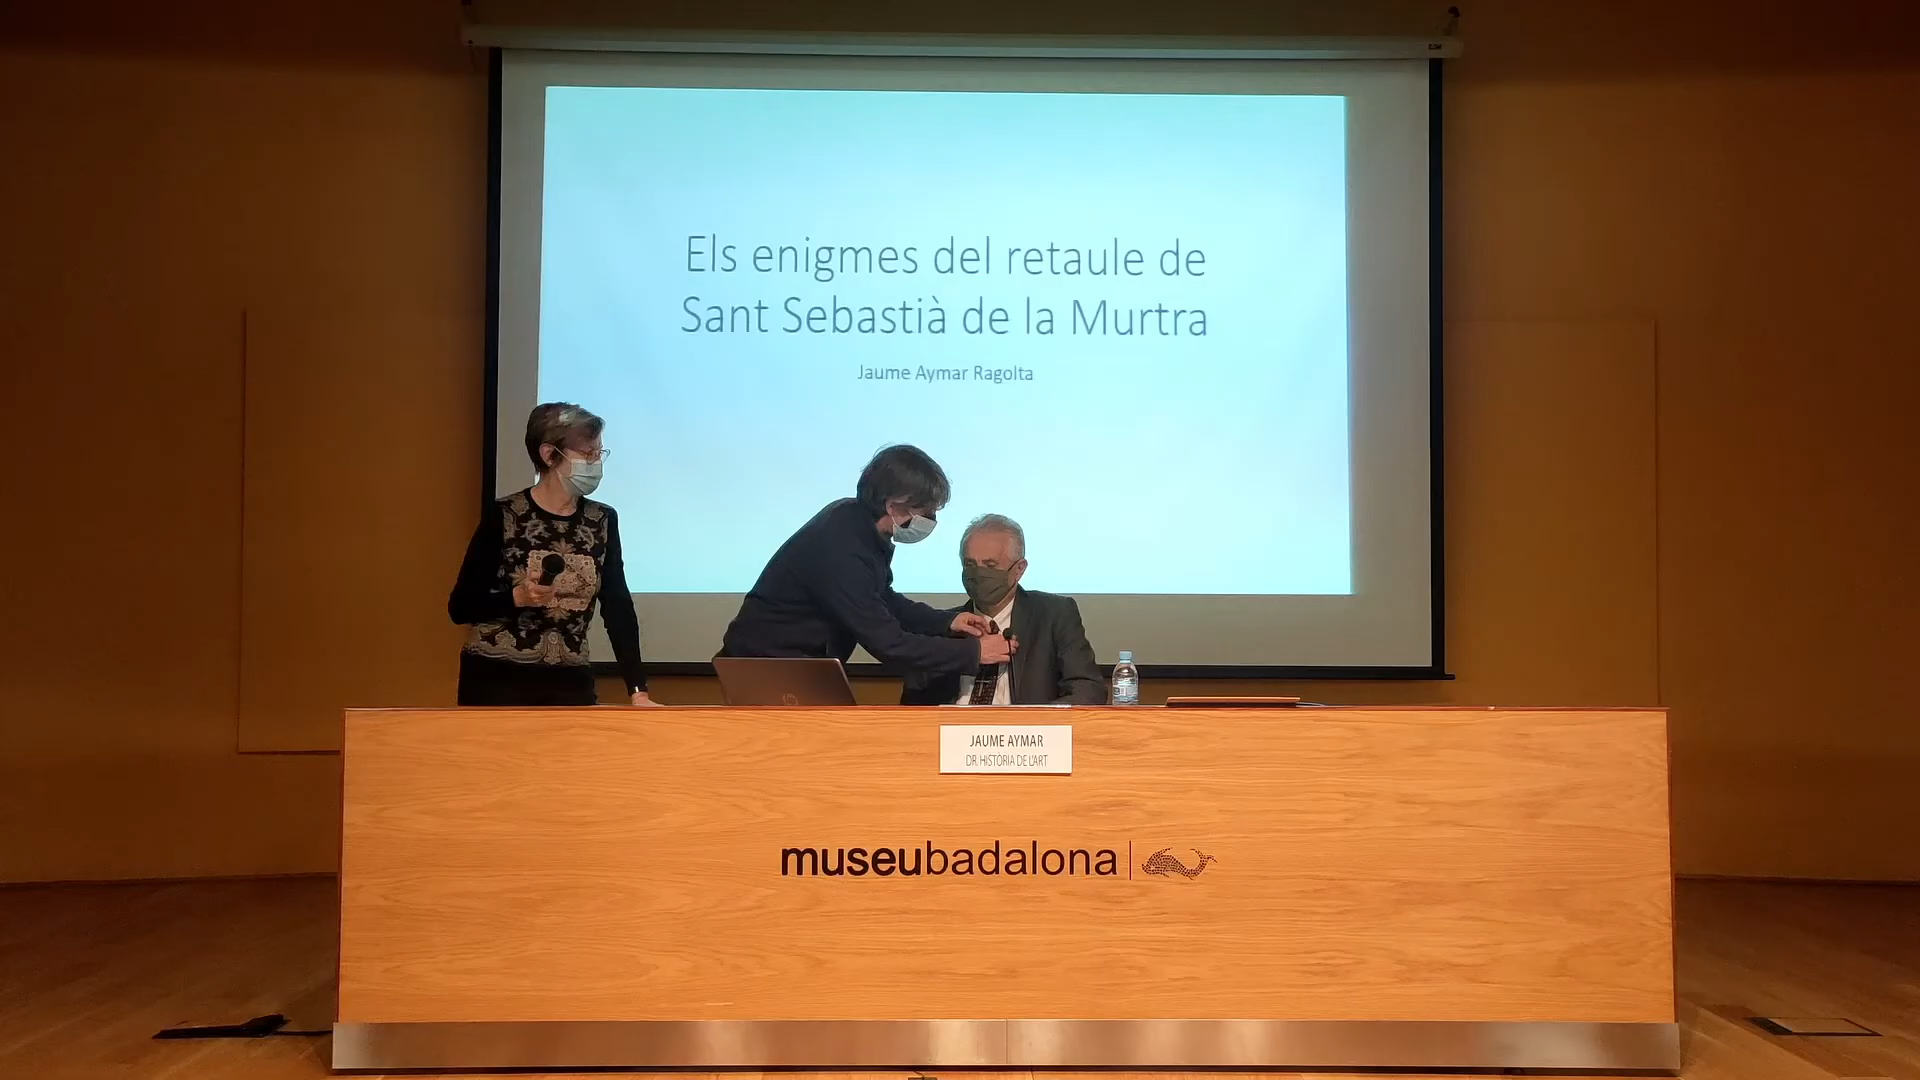 Els enigmes del retaule de
Sant Sebastià de la Murtra
Jaume Aymar Ragolta
JAUME AYMAR
DR. HISTÒRIA DE L'ART
museubadalona